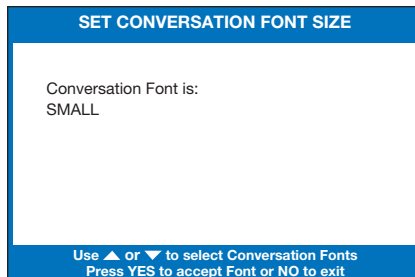 SET CONVERSATION FONT SIZE
Conversation Font is:
SMALL
Use ▲ or ▼ to select Conversation Fonts
Press YES to accept Font or NO to exit